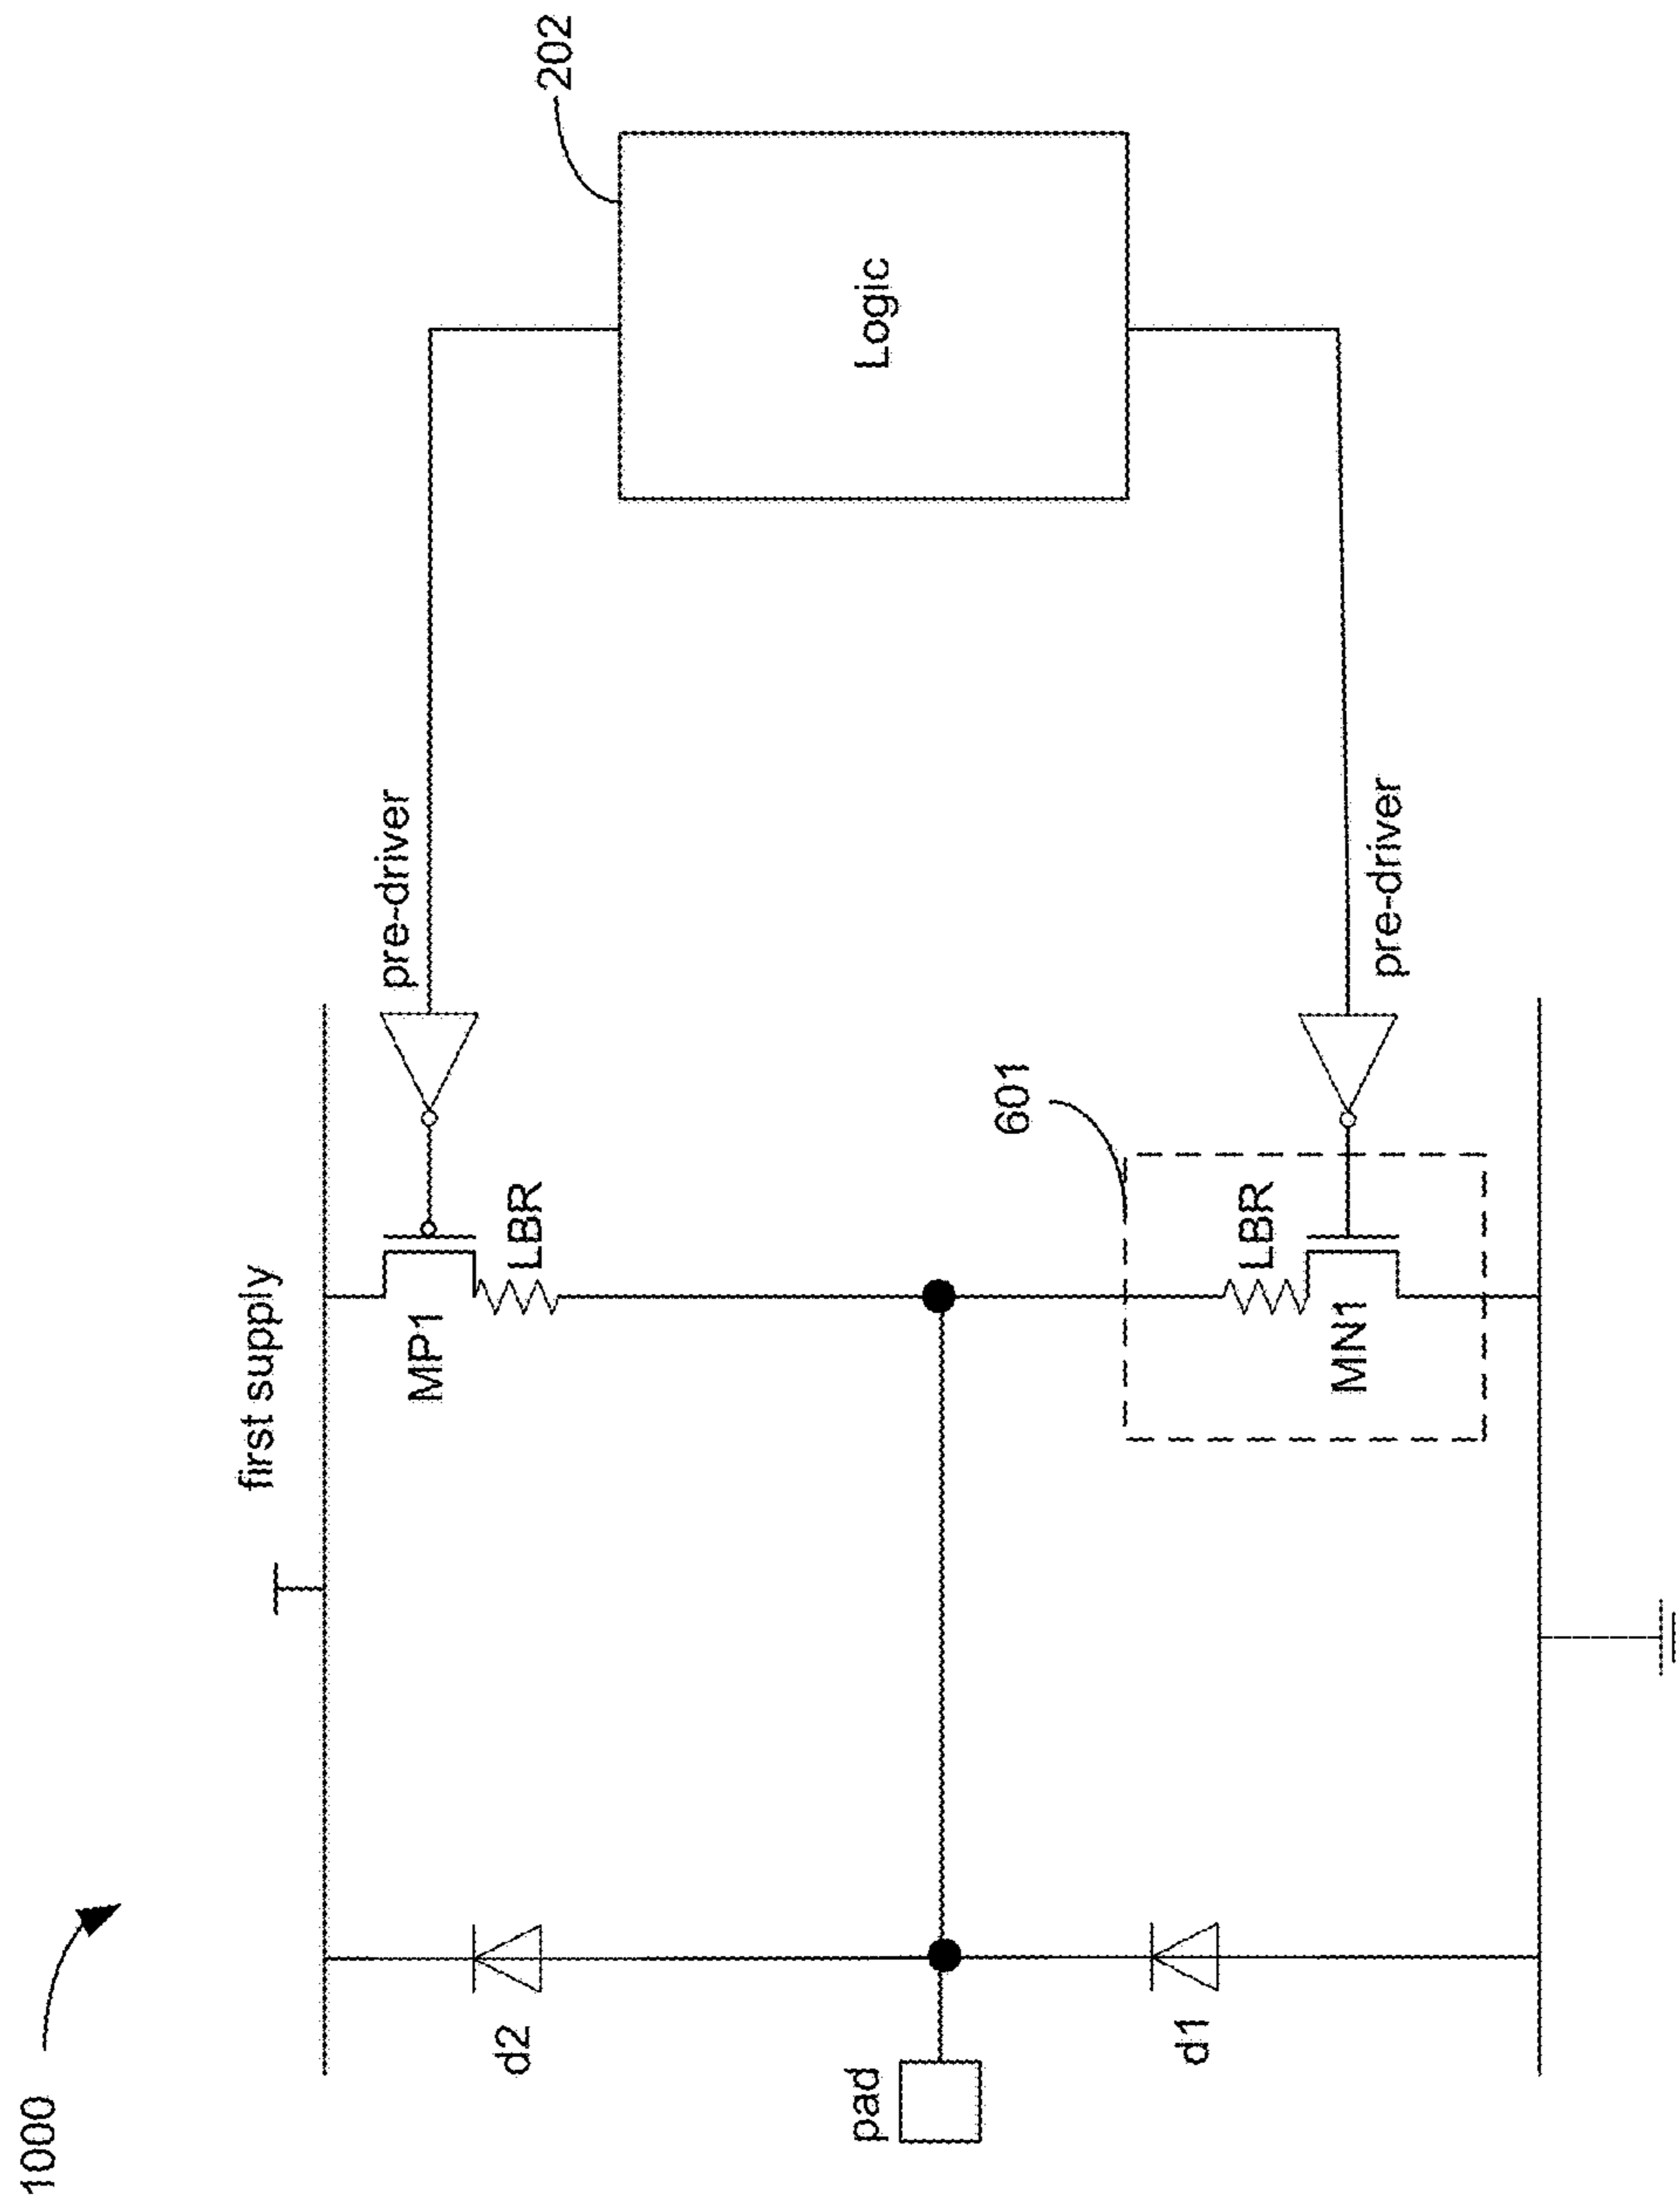 1000
first supply
pre-driver
202
MP1
LBR
d2
Logic
pad
601
LBR
d1
MN1
pre-driver